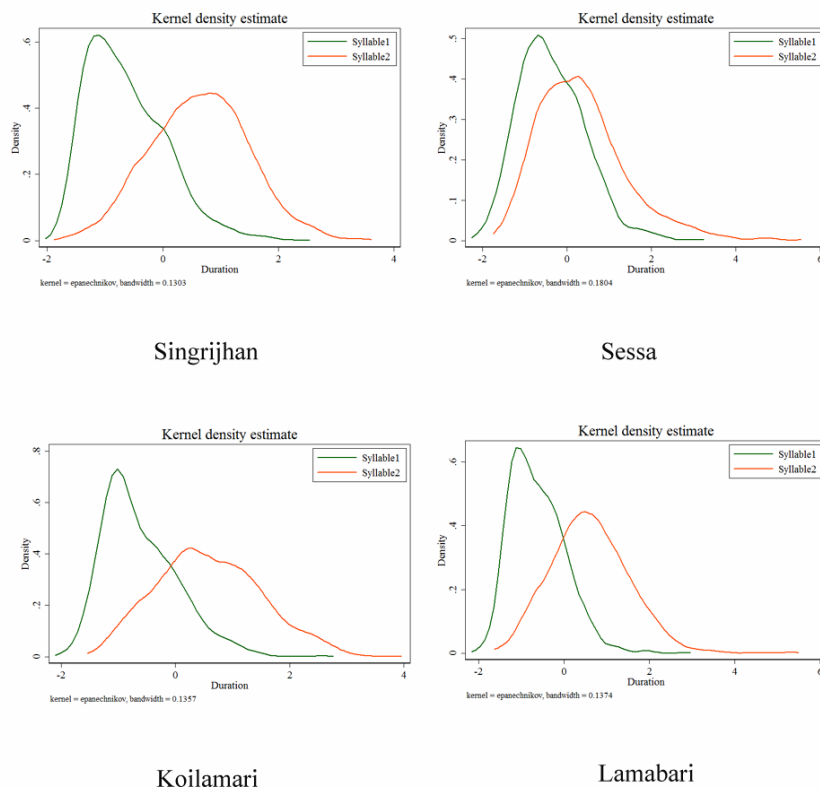 Kernel density estimate
Syllable1
Syllable2
Density
0 .2 .4 .6
-2 0 2 4
Duration
kernel = epanechnikov, bandwidth = 0.1303
Singrijhan
Kernel density estimate
Syllable1
Syllable2
Density
0 .1 .2 .3 .4 .5
-2 0 2 4 6
Duration
kernel = epanechnikov, bandwidth = 0.1804
Sessa
Kernel density estimate
Syllable1
Syllable2
Density
0 .2 .4 .6 .8
-2 0 2 4
Duration
kernel = epanechnikov, bandwidth = 0.1357
Koilamari
Kernel density estimate
Syllable1
Syllable2
Density
0 .2 .4 .6
-2 0 2 4 6
Duration
kernel = epanechnikov, bandwidth = 0.1374
Lamabari